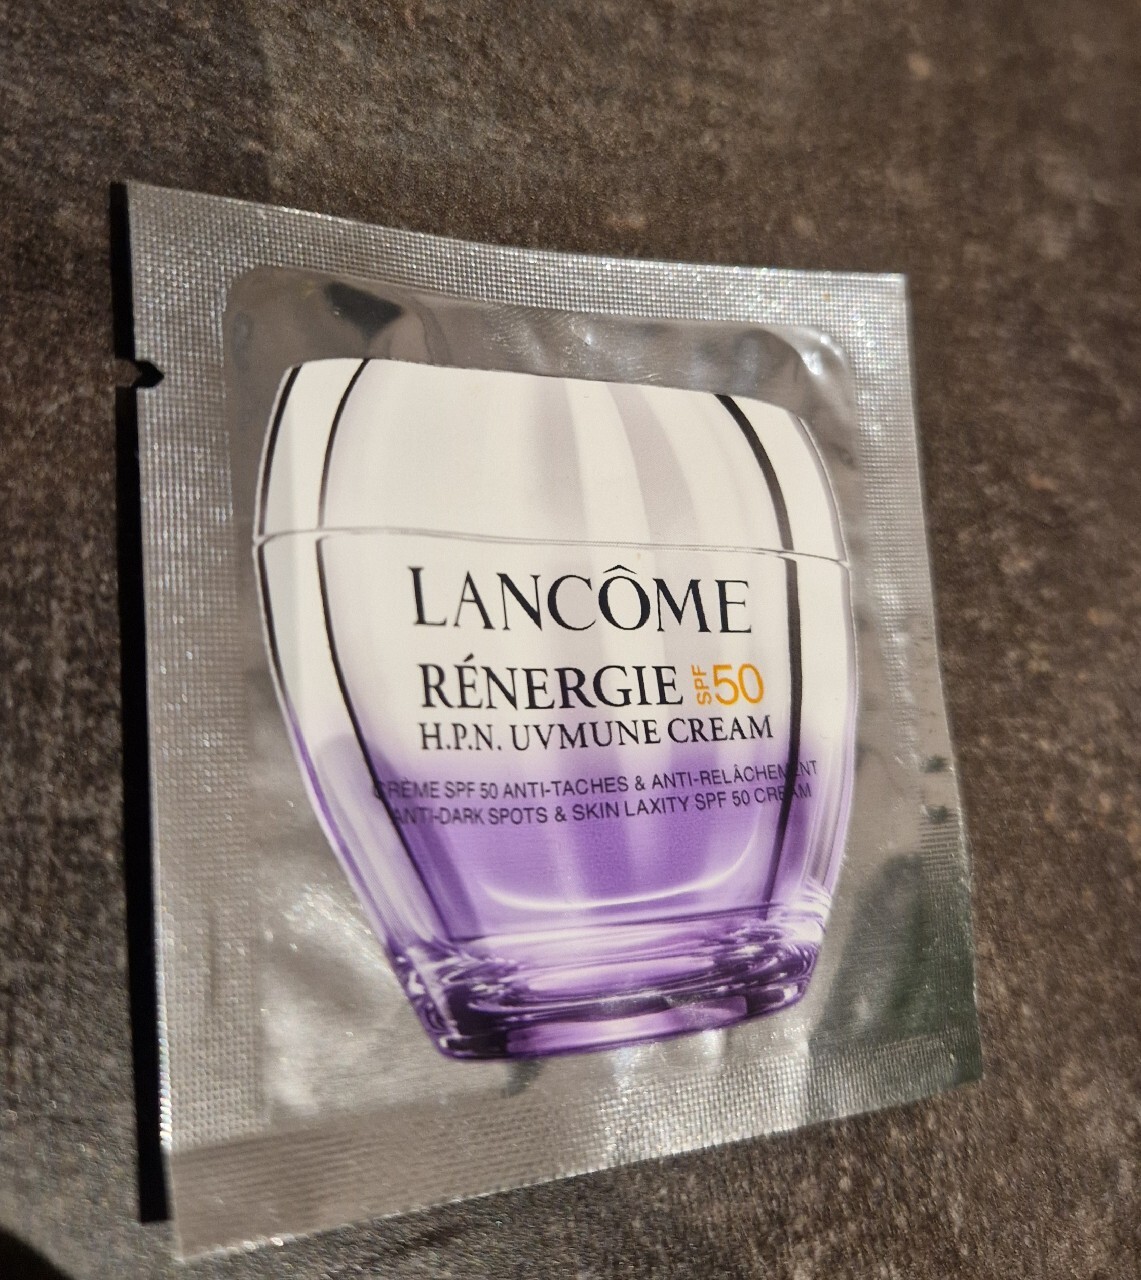 LANCÔME
RÉNERGIE SPF 50
H.P.N. UVMUNE CREAM
CRÈME SPF 50 ANTI-TACHES & ANTI-RELÂCHEMENT
ANTI-DARK SPOTS & SKIN LAXITY SPF 50 CREAM